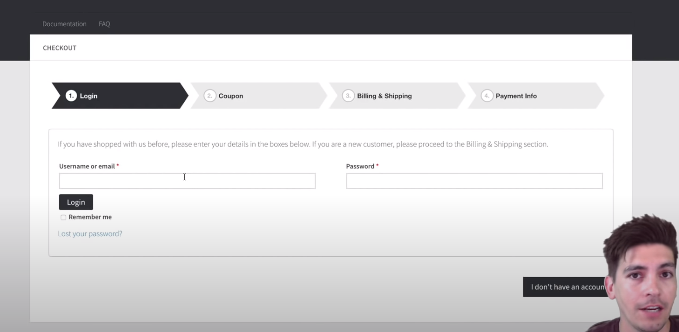 Documentation FAQ
CHECKOUT
1. Login 2. Coupon 3. Billing & Shipping 4. Payment Info
If you have shopped with us before, please enter your details in the boxes below. If you are a new customer, please proceed to the Billing & Shipping section.
Username or email * Password *
Login
Remember me
Lost your password?
I don't have an accoun